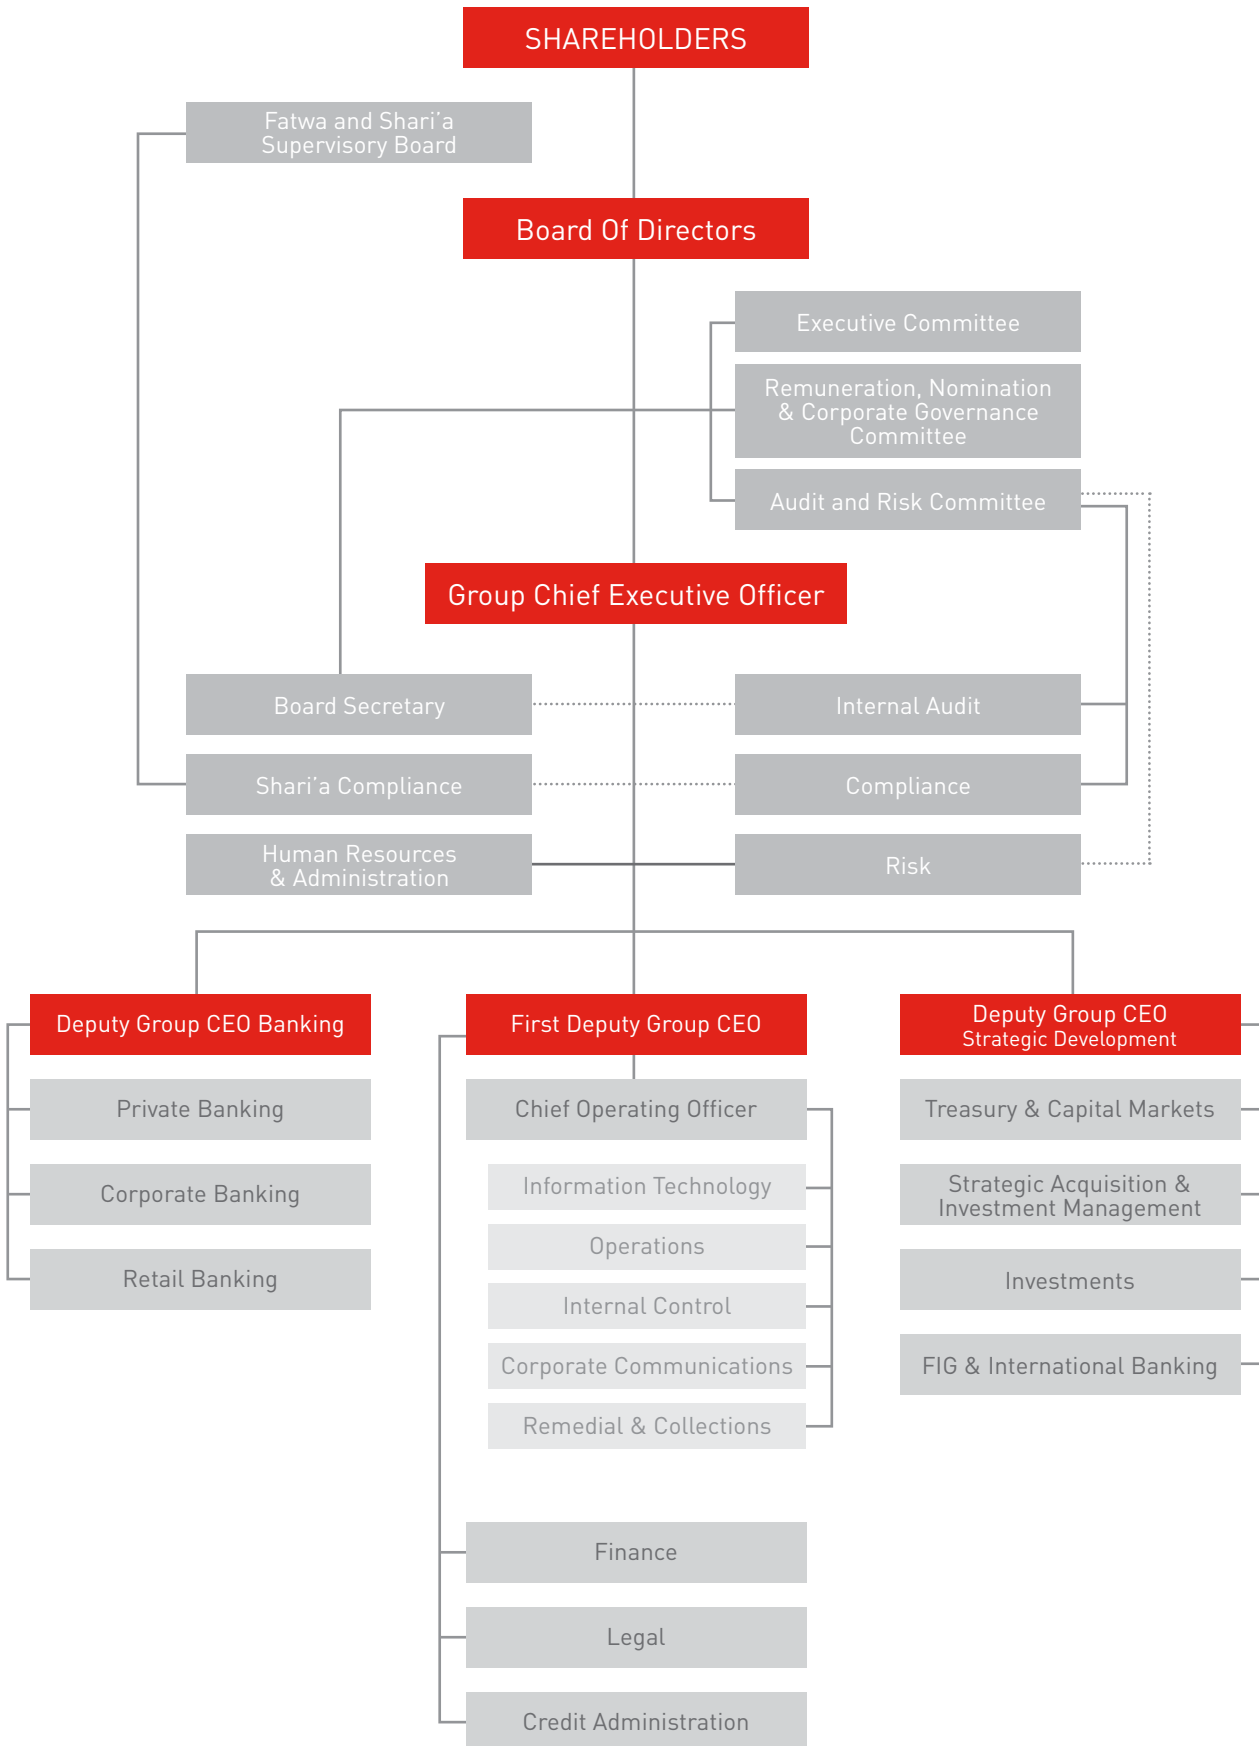 SHAREHOLDERS
Fatwa and Shari’a
Supervisory Board
Board Of Directors
Executive Committee
Remuneration, Nomination
& Corporate Governance
Committee
Audit and Risk Committee
Group Chief Executive Officer
Board Secretary
Internal Audit
Shari’a Compliance
Compliance
Human Resources
& Administration
Risk
Deputy Group CEO Banking
Private Banking
Corporate Banking
Retail Banking
First Deputy Group CEO
Chief Operating Officer
Information Technology
Operations
Internal Control
Corporate Communications
Remedial & Collections
Finance
Legal
Credit Administration
Deputy Group CEO
Strategic Development
Treasury & Capital Markets
Strategic Acquisition &
Investment Management
Investments
FIG & International Banking